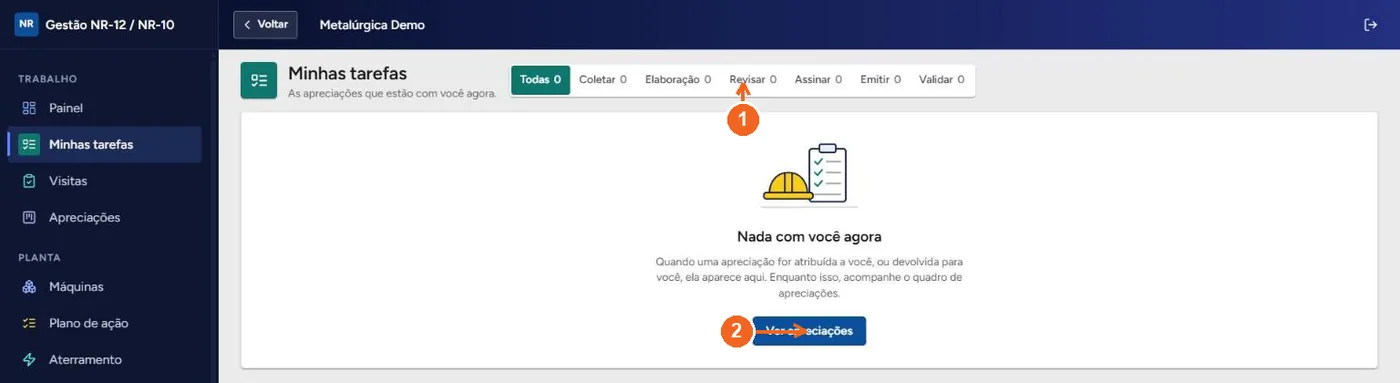 NR Gestão NR-12 / NR-10
Voltar
Metalúrgica Demo
TRABALHO
Painel
Minhas tarefas
Visitas
Apreciações
PLANTA
Máquinas
Plano de ação
Aterramento
Minhas tarefas
As apreciações que estão com você agora.
Todas 0 Coletar 0 Elaboração 0 Revisar 0 Assinar 0 Emitir 0 Validar 0
1
Nada com você agora
Quando uma apreciação for atribuída a você, ou devolvida para
você, ela aparece aqui. Enquanto isso, acompanhe o quadro de
apreciações.
2
Ver apreciações